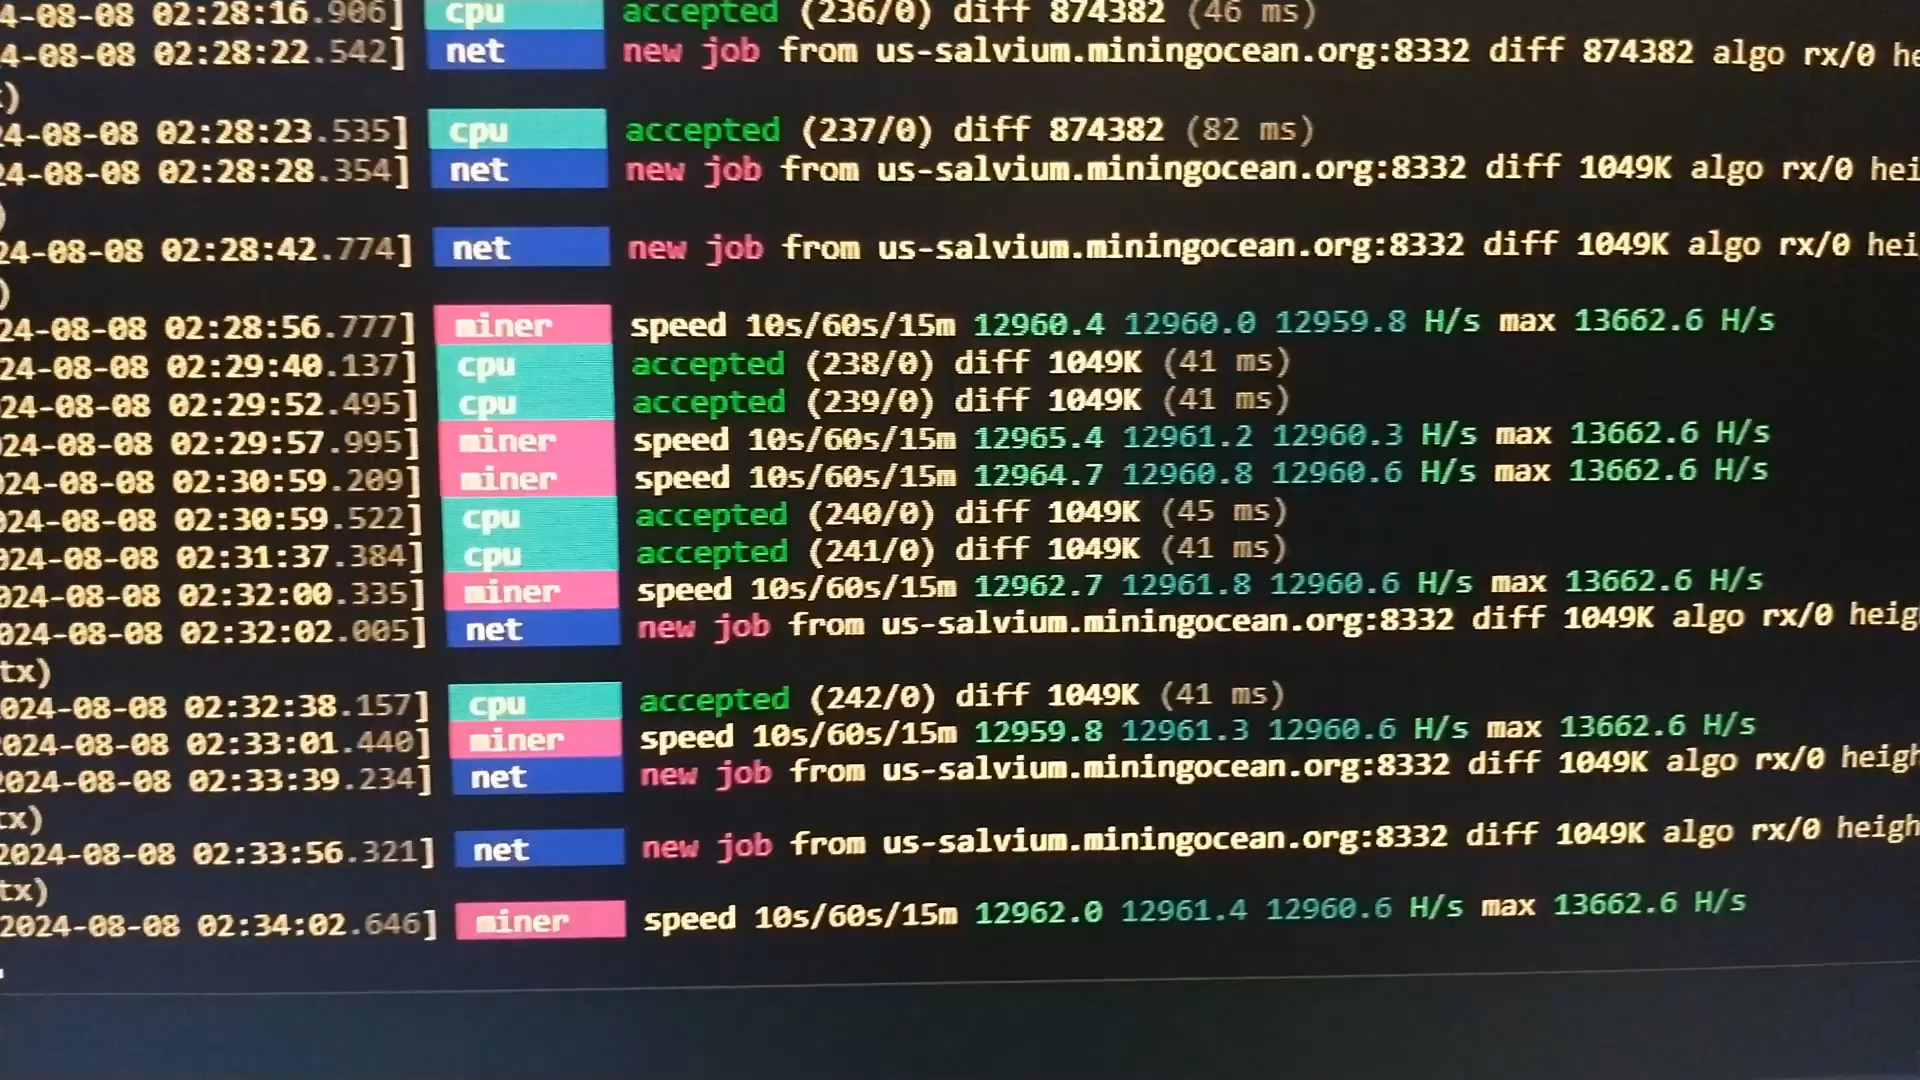 4-08-08 02:28:16.906] cpu accepted (236/0) diff 874382 (46 ms)
4-08-08 02:28:22.542] net new job from us-salvium.miningocean.org:8332 diff 874382 algo rx/0 he
)
24-08-08 02:28:23.535] cpu accepted (237/0) diff 874382 (82 ms)
24-08-08 02:28:28.354] net new job from us-salvium.miningocean.org:8332 diff 1049K algo rx/0 hei
)
24-08-08 02:28:42.774] net new job from us-salvium.miningocean.org:8332 diff 1049K algo rx/0 hei
)
24-08-08 02:28:56.777] miner speed 10s/60s/15m 12960.4 12960.0 12959.8 H/s max 13662.6 H/s
24-08-08 02:29:40.137] cpu accepted (238/0) diff 1049K (41 ms)
24-08-08 02:29:52.495] cpu accepted (239/0) diff 1049K (41 ms)
24-08-08 02:29:57.995] miner speed 10s/60s/15m 12965.4 12961.2 12960.3 H/s max 13662.6 H/s
024-08-08 02:30:59.209] miner speed 10s/60s/15m 12964.7 12960.8 12960.6 H/s max 13662.6 H/s
024-08-08 02:30:59.522] cpu accepted (240/0) diff 1049K (45 ms)
024-08-08 02:31:37.384] cpu accepted (241/0) diff 1049K (41 ms)
024-08-08 02:32:00.335] miner speed 10s/60s/15m 12962.7 12961.8 12960.6 H/s max 13662.6 H/s
024-08-08 02:32:02.005] net new job from us-salvium.miningocean.org:8332 diff 1049K algo rx/0 heig
tx)
024-08-08 02:32:38.157] cpu accepted (242/0) diff 1049K (41 ms)
2024-08-08 02:33:01.440] miner speed 10s/60s/15m 12959.8 12961.3 12960.6 H/s max 13662.6 H/s
2024-08-08 02:33:39.234] net new job from us-salvium.miningocean.org:8332 diff 1049K algo rx/0 heigh
tx)
2024-08-08 02:33:56.321] net new job from us-salvium.miningocean.org:8332 diff 1049K algo rx/0 heigh
tx)
2024-08-08 02:34:02.646] miner speed 10s/60s/15m 12962.0 12961.4 12960.6 H/s max 13662.6 H/s